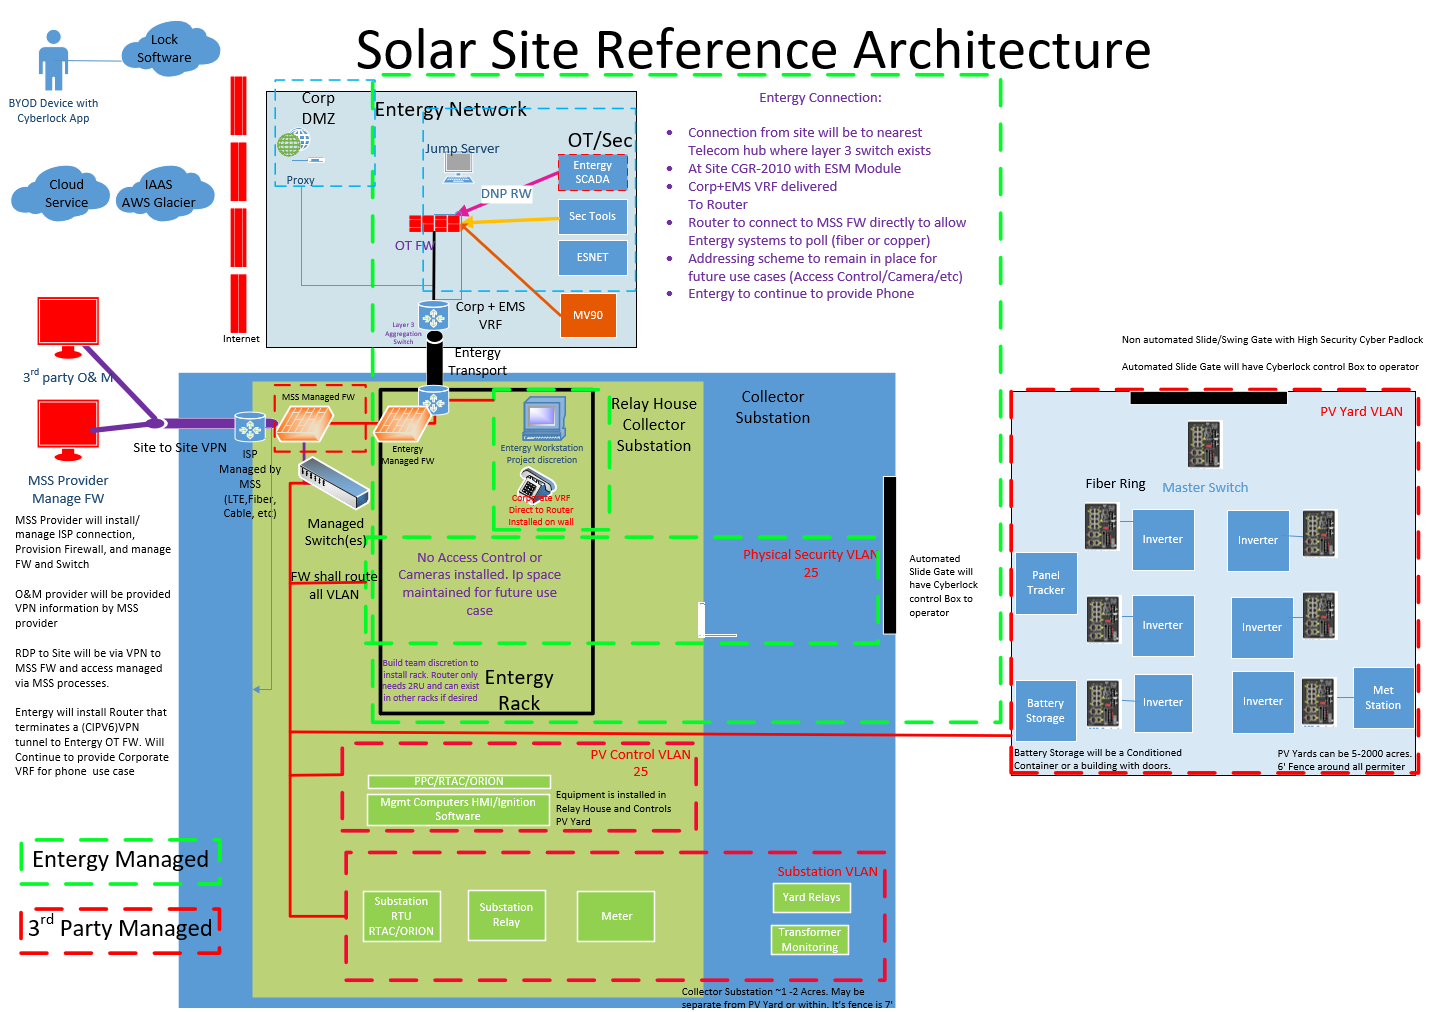 Solar Site Reference Architecture
Lock
Software
BYOD Device with
Cyberlock App
Cloud
Service
IAAS
AWS Glacier
Internet
Corp
DMZ
Proxy
Entergy Network
OT/Sec
Jump Server
Entergy
SCADA
DNP RW
Sec Tools
OT FW
ESNET
MV90
Corp + EMS
VRF
Layer 3
Aggregation
Switch
Entergy
Transport
Entergy Connection:
• Connection from site will be to nearest
Telecom hub where layer 3 switch exists
• At Site CGR-2010 with ESM Module
• Corp+EMS VRF delivered
To Router
• Router to connect to MSS FW directly to allow
Entergy systems to poll (fiber or copper)
• Addressing scheme to remain in place for
future use cases (Access Control/Camera/etc)
• Entergy to continue to provide Phone
3rd party O& M
Site to Site VPN
MSS Provider
Manage FW
MSS Provider will install/
manage ISP connection,
Provision Firewall, and manage
FW and Switch
O&M provider will be provided
VPN information by MSS
provider
RDP to Site will be via VPN to
MSS FW and access managed
via MSS processes.
Entergy will install Router that
terminates a (CIPV6)VPN
tunnel to Entergy OT FW. Will
Continue to provide Corporate
VRF for phone use case
Entergy Managed
3rd Party Managed
ISP
Managed by
MSS
(LTE,Fiber,
Cable, etc)
MSS Managed FW
Managed
Switch(es)
FW shall route
all VLAN
Entergy
Managed FW
Entergy Workstation
Project discretion
Corporate VRF
Direct to Router
Installed on wall
Relay House
Collector
Substation
Collector
Substation
No Access Control or
Cameras installed. Ip space
maintained for future use
case
Physical Security VLAN
25
Automated
Slide Gate will
have Cyberlock
control Box to
operator
Build team discretion to
install rack. Router only
needs 2RU and can exist
in other racks if desired
Entergy
Rack
PV Control VLAN
25
PPC/RTAC/ORION
Mgmt Computers HMI/Ignition
Software
Equipment is installed in
Relay House and Controls
PV Yard
Substation VLAN
Substation
RTU
RTAC/ORION
Substation
Relay
Meter
Yard Relays
Transformer
Monitoring
Collector Substation ~1 -2 Acres. May be
separate from PV Yard or within. It's fence is 7'
Non automated Slide/Swing Gate with High Security Cyber Padlock
Automated Slide Gate will have Cyberlock control Box to operator
PV Yard VLAN
Fiber Ring
Master Switch
Inverter
Inverter
Panel
Tracker
Inverter
Inverter
Battery
Storage
Inverter
Inverter
Met
Station
Battery Storage will be a Conditioned
Container or a building with doors.
PV Yards can be 5-2000 acres.
6' Fence around all permiter